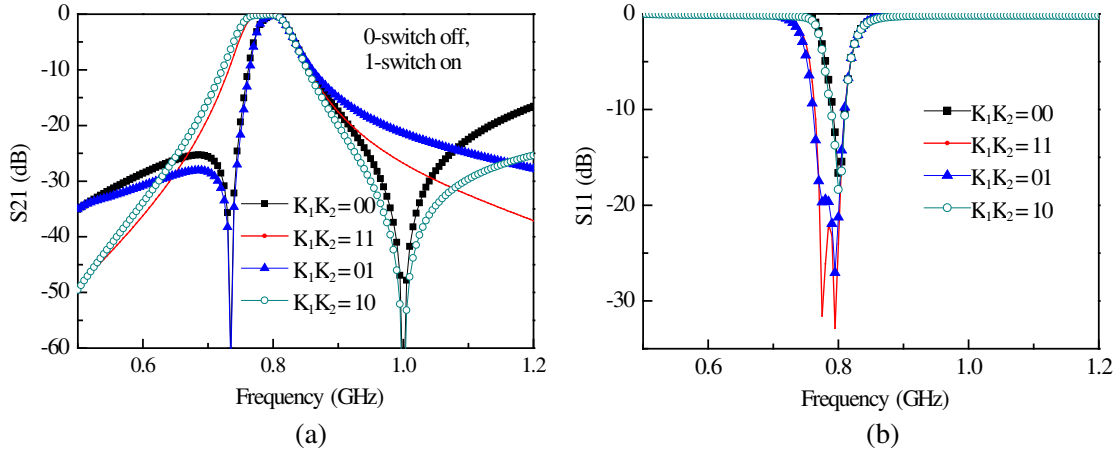 0
-10
-20
-30
-40
-50
-60
S21 (dB)
0-switch off,
1-switch on
K₁K₂=00
K₁K₂=11
K₁K₂=01
K₁K₂=10
0.6
0.8
1.0
1.2
Frequency (GHz)
(a)
0
-10
-20
-30
S11 (dB)
K₁K₂=00
K₁K₂=11
K₁K₂=01
K₁K₂=10
0.6
0.8
1.0
1.2
Frequency (GHz)
(b)